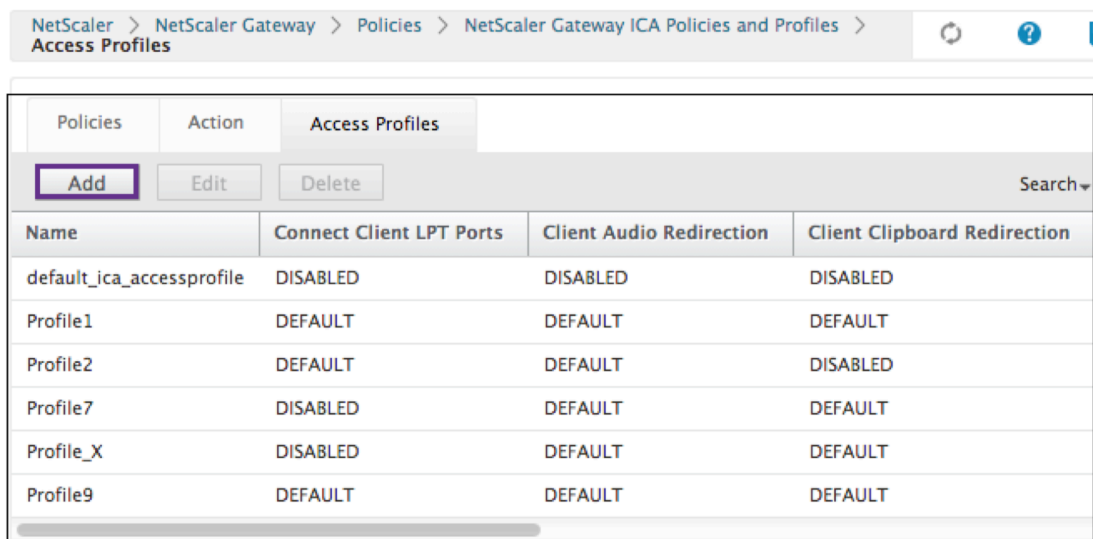 NetScaler > NetScaler Gateway > Policies > NetScaler Gateway ICA Policies and Profiles >
Access Profiles
Policies Action Access Profiles
Add Edit Delete Search
Name Connect Client LPT Ports Client Audio Redirection Client Clipboard Redirection
default_ica_accessprofile DISABLED DISABLED DISABLED
Profile1 DEFAULT DEFAULT DEFAULT
Profile2 DEFAULT DEFAULT DISABLED
Profile7 DISABLED DEFAULT DEFAULT
Profile_X DISABLED DEFAULT DEFAULT
Profile9 DEFAULT DEFAULT DEFAULT